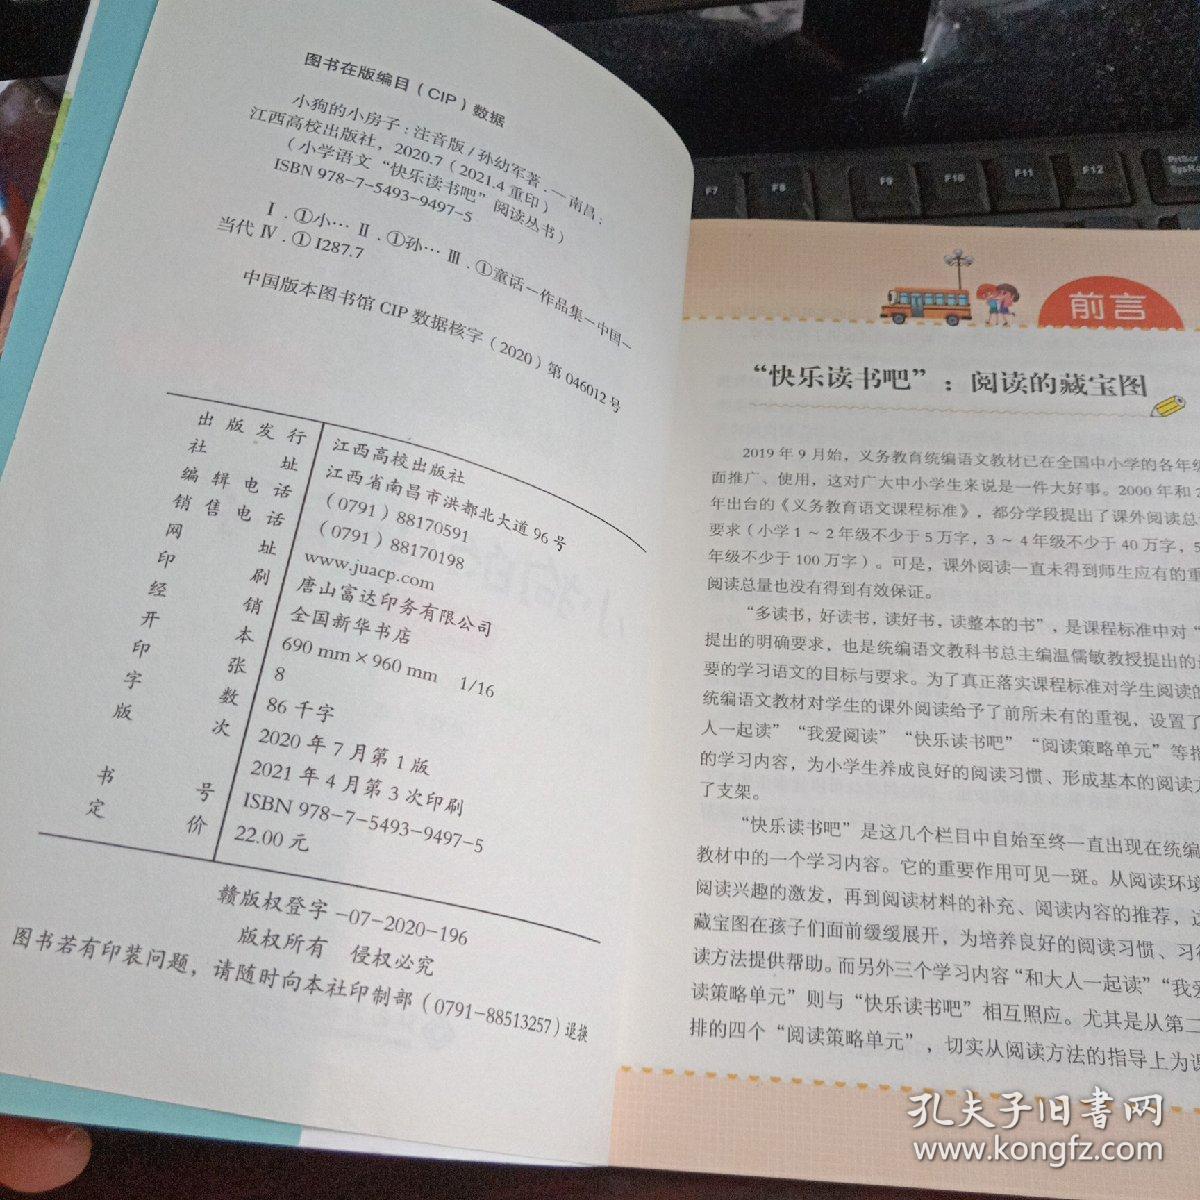 图书在版编目（CIP）数据
小狗的小房子：注音版/孙幼军著.—南昌：
江西高校出版社，2020.7（2021.4重印）
（小学语文“快乐读书吧”阅读丛书）
ISBN 978-7-5493-9497-5
Ⅰ.①小… Ⅱ.①孙… Ⅲ.①童话－作品集－中国－
当代 Ⅳ.①I287.7
中国版本图书馆CIP数据核字（2020）第046012号
出版发行 江西高校出版社
社址 江西省南昌市洪都北大道96号
编辑电话 （0791）88170591
销售电话 （0791）88170198
网址 www.juacp.com
印刷 唐山富达印务有限公司
经销 全国新华书店
开本 690 mm×960 mm 1/16
印张 8
字数 86千字
版次 2020年7月第1版
2021年4月第3次印刷
书号 ISBN 978-7-5493-9497-5
定价 22.00元
赣版权登字-07-2020-196
版权所有 侵权必究
图书若有印装问题，请随时向本社印制部（0791-88513257）退换
F7 F8 F9 F10 F11 F12 PrtScr SysRq
前言
“快乐读书吧”：阅读的藏宝图
2019年9月始，义务教育统编语文教材已在全国中小学的各年级
面推广、使用，这对广大中小学生来说是一件大好事。2000年和
年出台的《义务教育语文课程标准》，都分学段提出了课外阅读总
要求（小学1～2年级不少于5万字，3～4年级不少于40万字，5
年级不少于100万字）。可是，课外阅读一直未得到师生应有的重
阅读总量也没有得到有效保证。
“多读书，好读书，读好书，读整本的书”，是课程标准中对“
提出的明确要求，也是统编语文教科书总主编温儒敏教授提出的
要的学习语文的目标与要求。为了真正落实课程标准对学生阅读的
统编语文教材对学生的课外阅读给予了前所未有的重视，设置了
人一起读”“我爱阅读”“快乐读书吧”“阅读策略单元”等
的学习内容，为小学生养成良好的阅读习惯、形成基本的阅读
了支架。
“快乐读书吧”是这几个栏目中自始至终一直出现在统编
教材中的一个学习内容。它的重要作用可见一斑。从阅读环境
阅读兴趣的激发，再到阅读材料的补充、阅读内容的推荐，
藏宝图在孩子们面前缓缓展开，为培养良好的阅读习惯、习
读方法提供帮助。而另外三个学习内容“和大人一起读”“我
读策略单元”则与“快乐读书吧”相互照应。尤其是从第二
排的四个“阅读策略单元”，切实从阅读方法的指导上为
孔夫子旧书网
www.kongfz.com